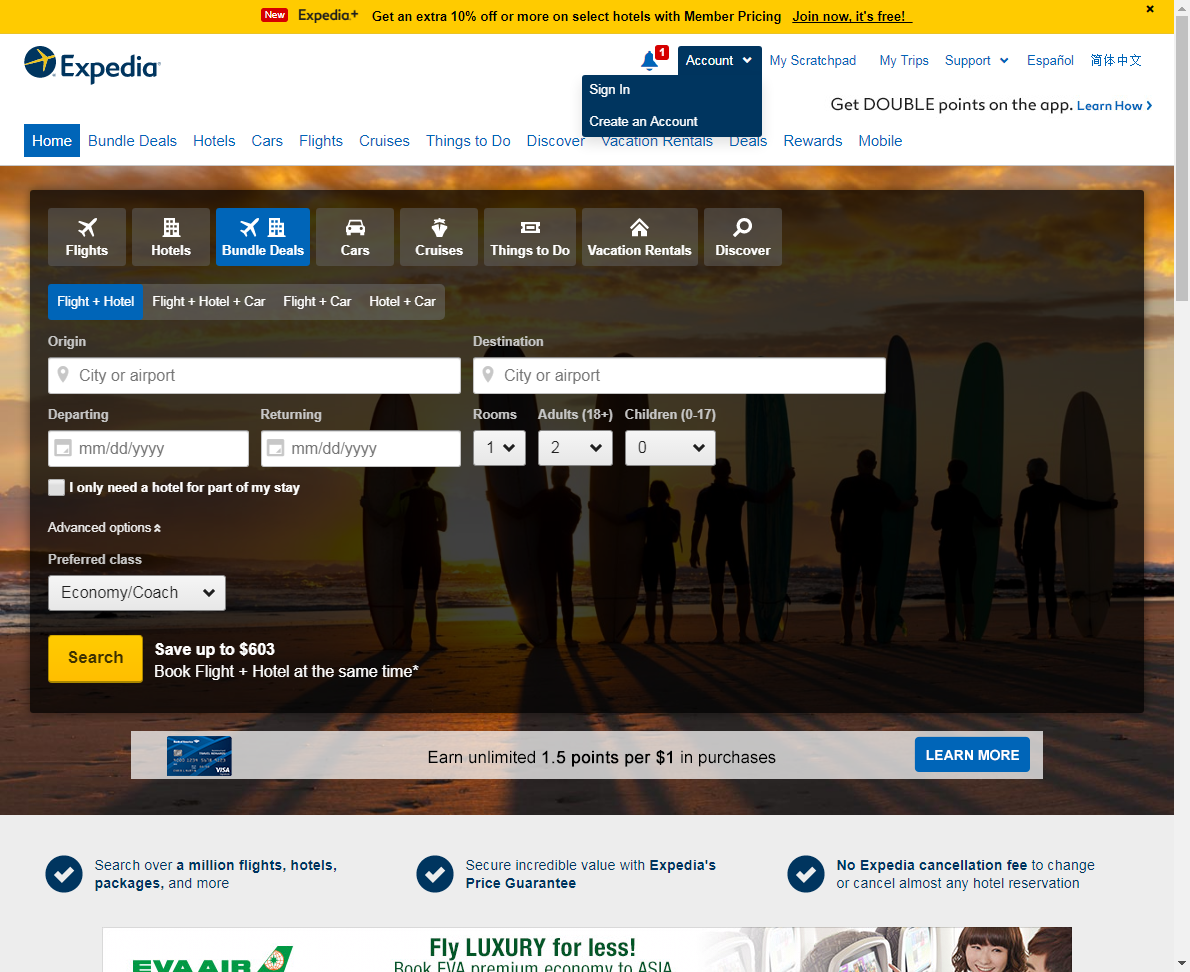 New Expedia+ Get an extra 10% off or more on select hotels with Member Pricing Join now, it's free!
Expedia
1
Account My Scratchpad My Trips Support Español 简体中文
Sign In
Create an Account
Get DOUBLE points on the app. Learn How
Home Bundle Deals Hotels Cars Flights Cruises Things to Do Discover Vacation Rentals Deals Rewards Mobile
Flights Hotels Bundle Deals Cars Cruises Things to Do Vacation Rentals Discover
Flight + Hotel Flight + Hotel + Car Flight + Car Hotel + Car
Origin Destination
City or airport City or airport
Departing Returning Rooms Adults (18+) Children (0-17)
mm/dd/yyyy mm/dd/yyyy 1 2 0
I only need a hotel for part of my stay
Advanced options
Preferred class
Economy/Coach
Search
Save up to $603
Book Flight + Hotel at the same time*
VISA
Earn unlimited 1.5 points per $1 in purchases
LEARN MORE
Search over a million flights, hotels,
packages, and more
Secure incredible value with Expedia's
Price Guarantee
No Expedia cancellation fee to change
or cancel almost any hotel reservation
EVA AIR
Fly LUXURY for less!
Book EVA premium economy to ASIA